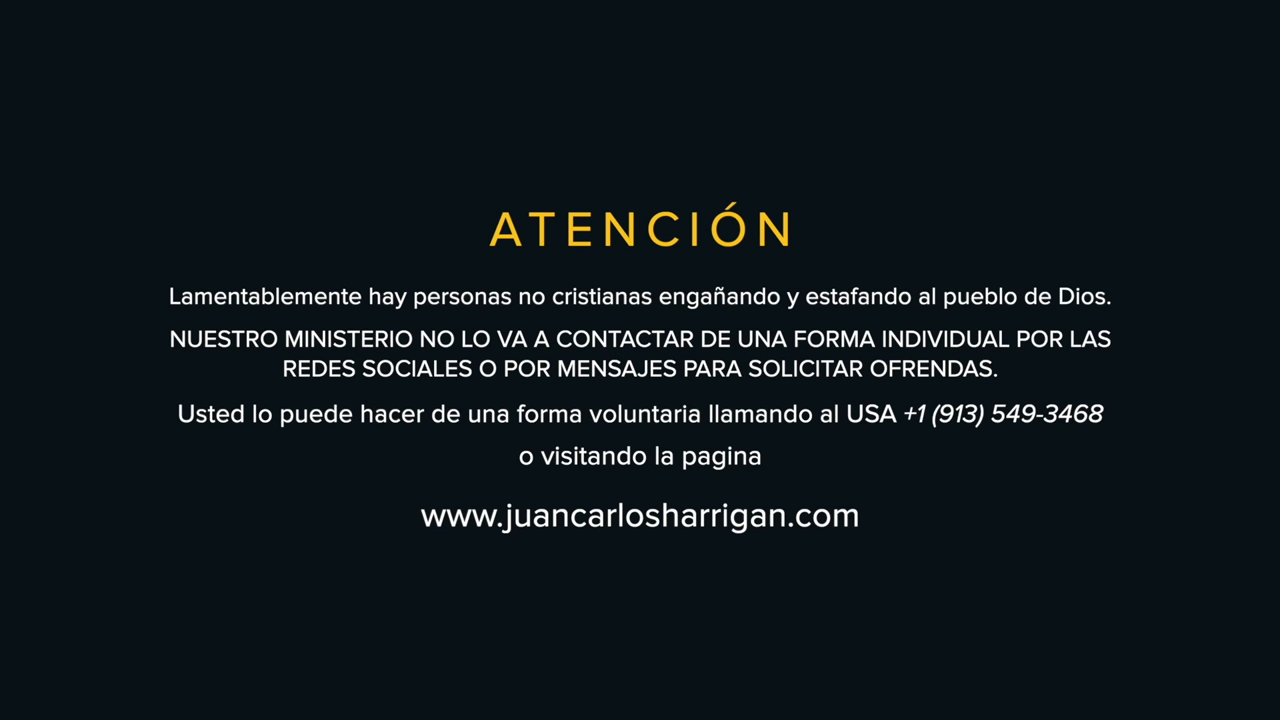 ATENCIÓN
Lamentablemente hay personas no cristianas engañando y estafando al pueblo de Dios.
NUESTRO MINISTERIO NO LO VA A CONTACTAR DE UNA FORMA INDIVIDUAL POR LAS
REDES SOCIALES O POR MENSAJES PARA SOLICITAR OFRENDAS.
Usted lo puede hacer de una forma voluntaria llamando al USA +1 (913) 549-3468
o visitando la pagina
www.juancarlosharrigan.com